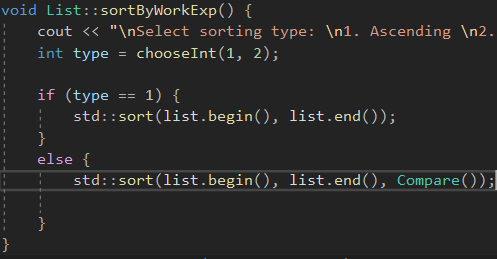 void List::sortByWorkExp() {
    cout << "\nSelect sorting type: \n1. Ascending \n2.
    int type = chooseInt(1, 2);
    if (type == 1) {
        std::sort(list.begin(), list.end());
    }
    else {
        std::sort(list.begin(), list.end(), Compare());
    }
}